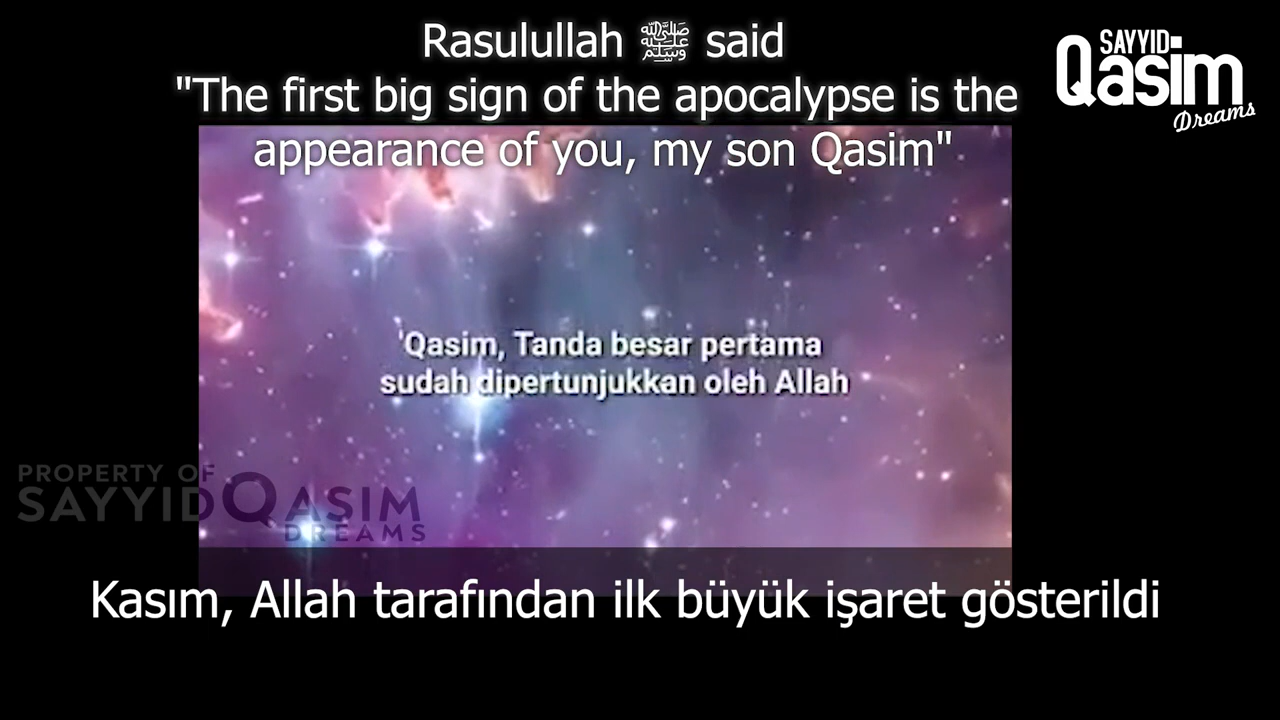 Rasulullah ﷺ said
"The first big sign of the apocalypse is the
appearance of you, my son Qasim"
SAYYID
Qasim
Dreams
'Qasim, Tanda besar pertama
sudah dipertunjukkan oleh Allah
PROPERTY OF
SAYYIDQASIM
DREAMS
Kasım, Allah tarafından ilk büyük işaret gösterildi